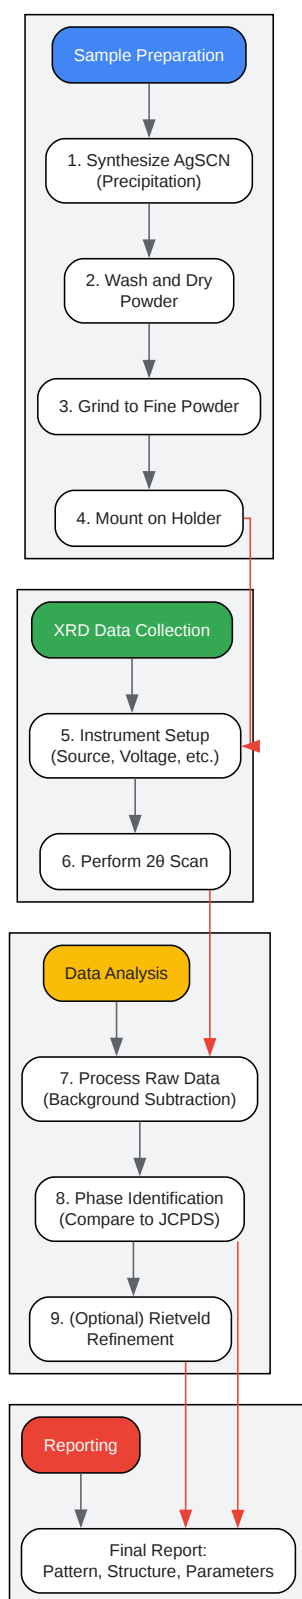 Sample Preparation
1. Synthesize AgSCN
(Precipitation)
2. Wash and Dry
Powder
3. Grind to Fine Powder
4. Mount on Holder
XRD Data Collection
5. Instrument Setup
(Source, Voltage, etc.)
6. Perform 2θ Scan
Data Analysis
7. Process Raw Data
(Background Subtraction)
8. Phase Identification
(Compare to JCPDS)
9. (Optional) Rietveld
Refinement
Reporting
Final Report:
Pattern, Structure, Parameters